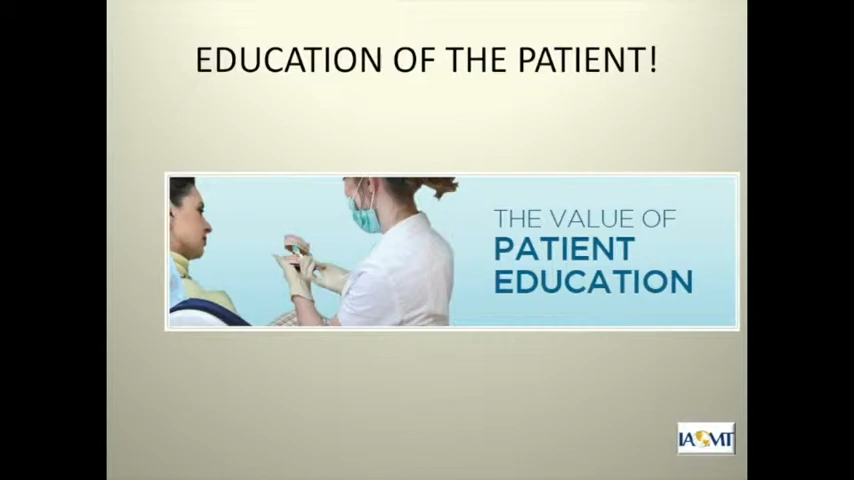 EDUCATION OF THE PATIENT!
THE VALUE OF
PATIENT
EDUCATION
IAOMT